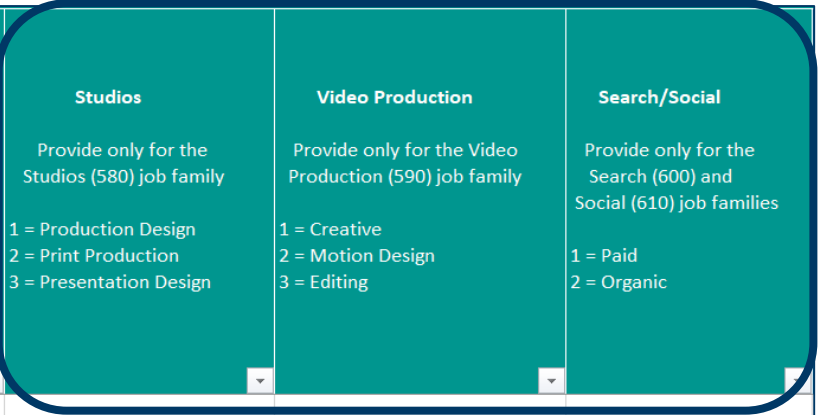 Studios
Provide only for the
Studios (580) job family
1 = Production Design
2 = Print Production
3 = Presentation Design
Video Production
Provide only for the Video
Production (590) job family
1 = Creative
2 = Motion Design
3 = Editing
Search/Social
Provide only for the
Search (600) and
Social (610) job families
1 = Paid
2 = Organic